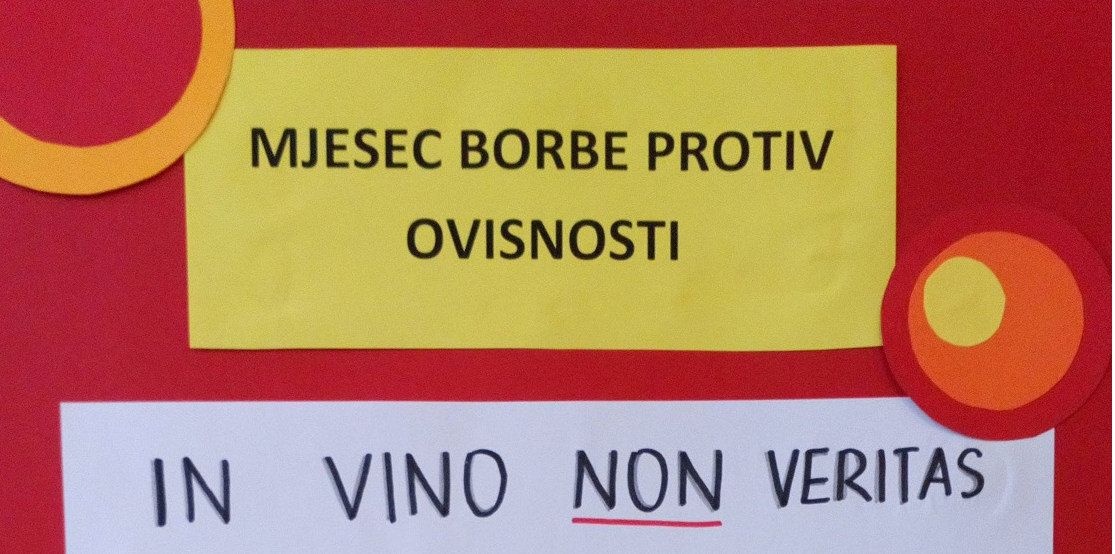 MJESEC BORBE PROTIV
OVISNOSTI
IN VINO NON VERITAS